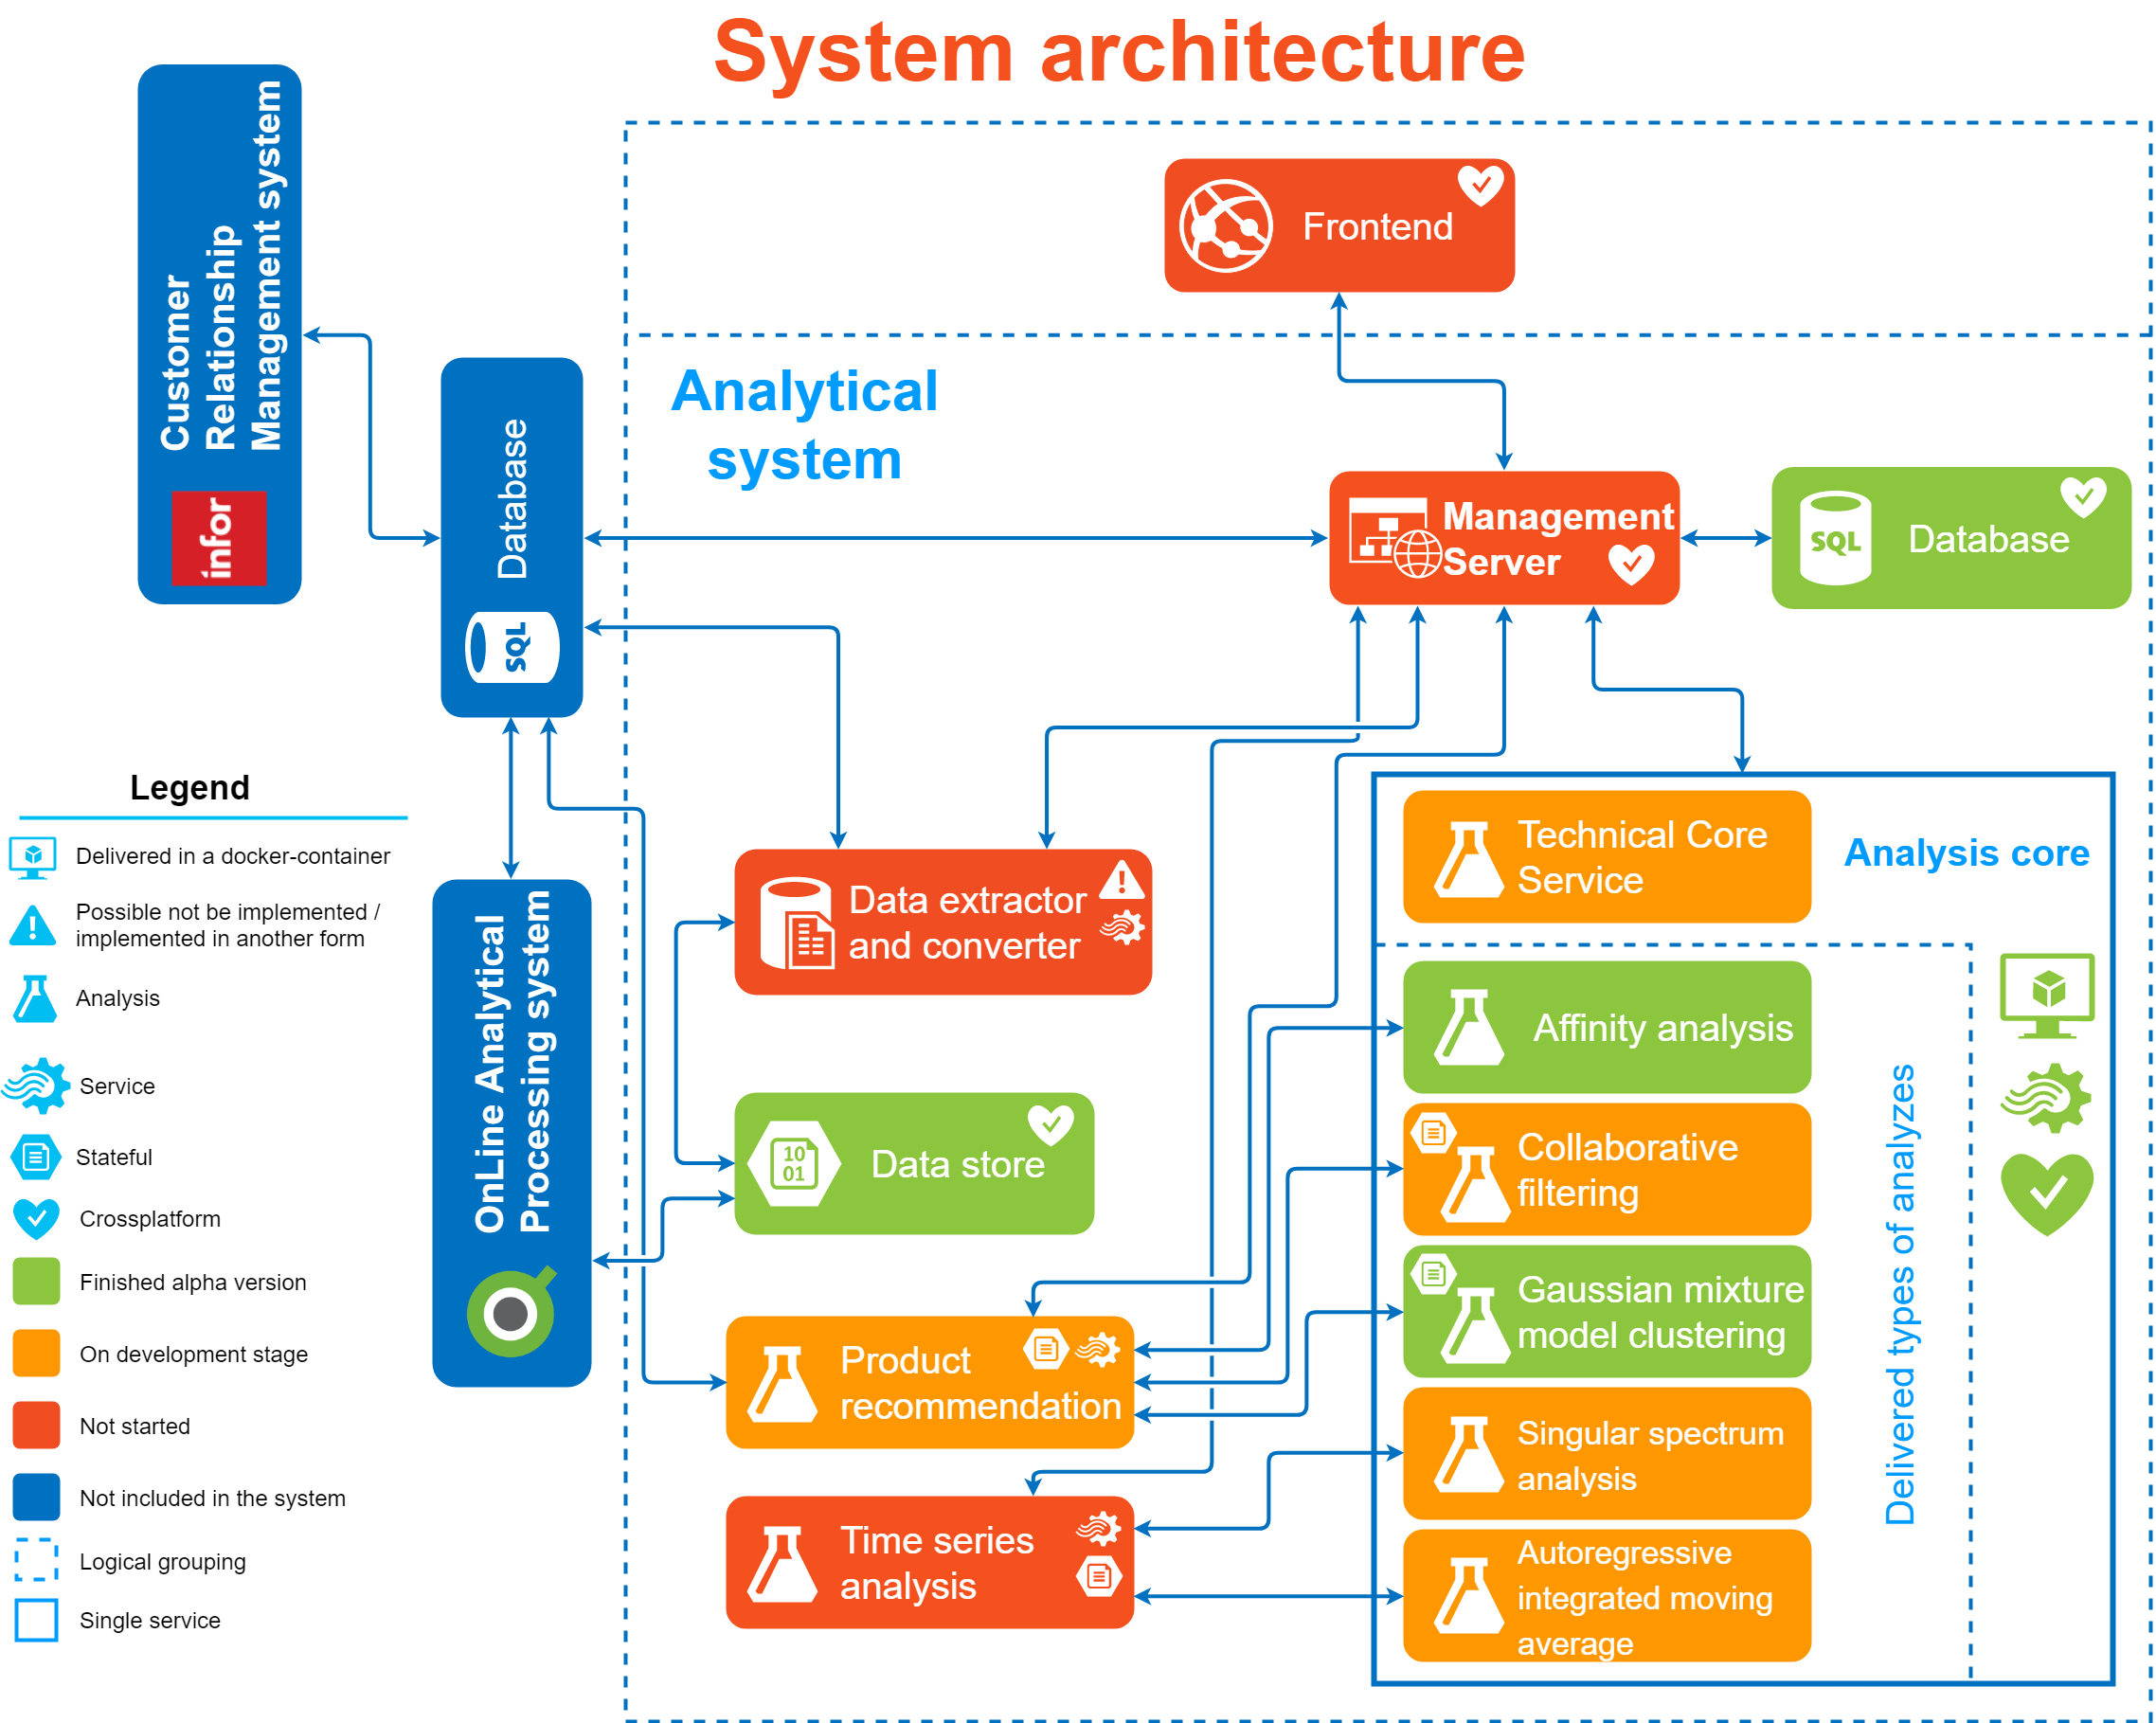 System architecture
Customer
Relationship
Management system
infor
Database
SQL
OnLine Analytical
Processing system
Frontend
Analytical
system
Management
Server
SQL
Database
Data extractor
and converter
10
01
Data store
Product
recommendation
Time series
analysis
Technical Core
Service
Analysis core
Affinity analysis
Collaborative
filtering
Gaussian mixture
model clustering
Singular spectrum
analysis
Autoregressive
integrated moving
average
Delivered types of analyzes
Legend
Delivered in a docker-container
Possible not be implemented /
implemented in another form
Analysis
Service
Stateful
Crossplatform
Finished alpha version
On development stage
Not started
Not included in the system
Logical grouping
Single service